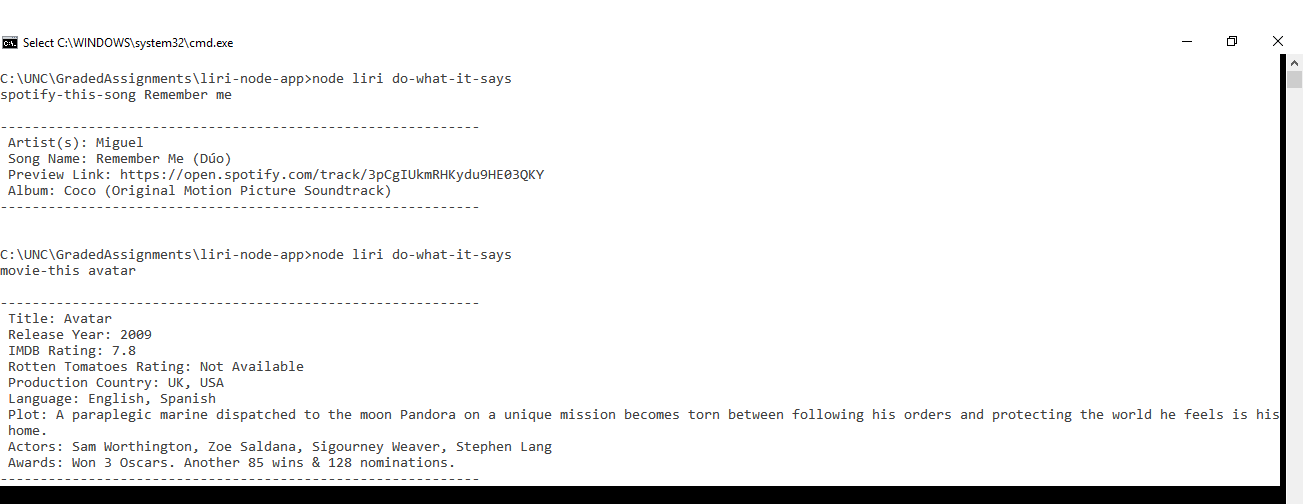 Select C:\WINDOWS\system32\cmd.exe
C:\UNC\GradedAssignments\liri-node-app>node liri do-what-it-says
spotify-this-song Remember me
------------------------------------------------------------
Artist(s): Miguel
Song Name: Remember Me (Dúo)
Preview Link: https://open.spotify.com/track/3pCgIUkmRHKydu9HE03QKY
Album: Coco (Original Motion Picture Soundtrack)
------------------------------------------------------------
C:\UNC\GradedAssignments\liri-node-app>node liri do-what-it-says
movie-this avatar
------------------------------------------------------------
Title: Avatar
Release Year: 2009
IMDB Rating: 7.8
Rotten Tomatoes Rating: Not Available
Production Country: UK, USA
Language: English, Spanish
Plot: A paraplegic marine dispatched to the moon Pandora on a unique mission becomes torn between following his orders and protecting the world he feels is his
home.
Actors: Sam Worthington, Zoe Saldana, Sigourney Weaver, Stephen Lang
Awards: Won 3 Oscars. Another 85 wins & 128 nominations.
------------------------------------------------------------